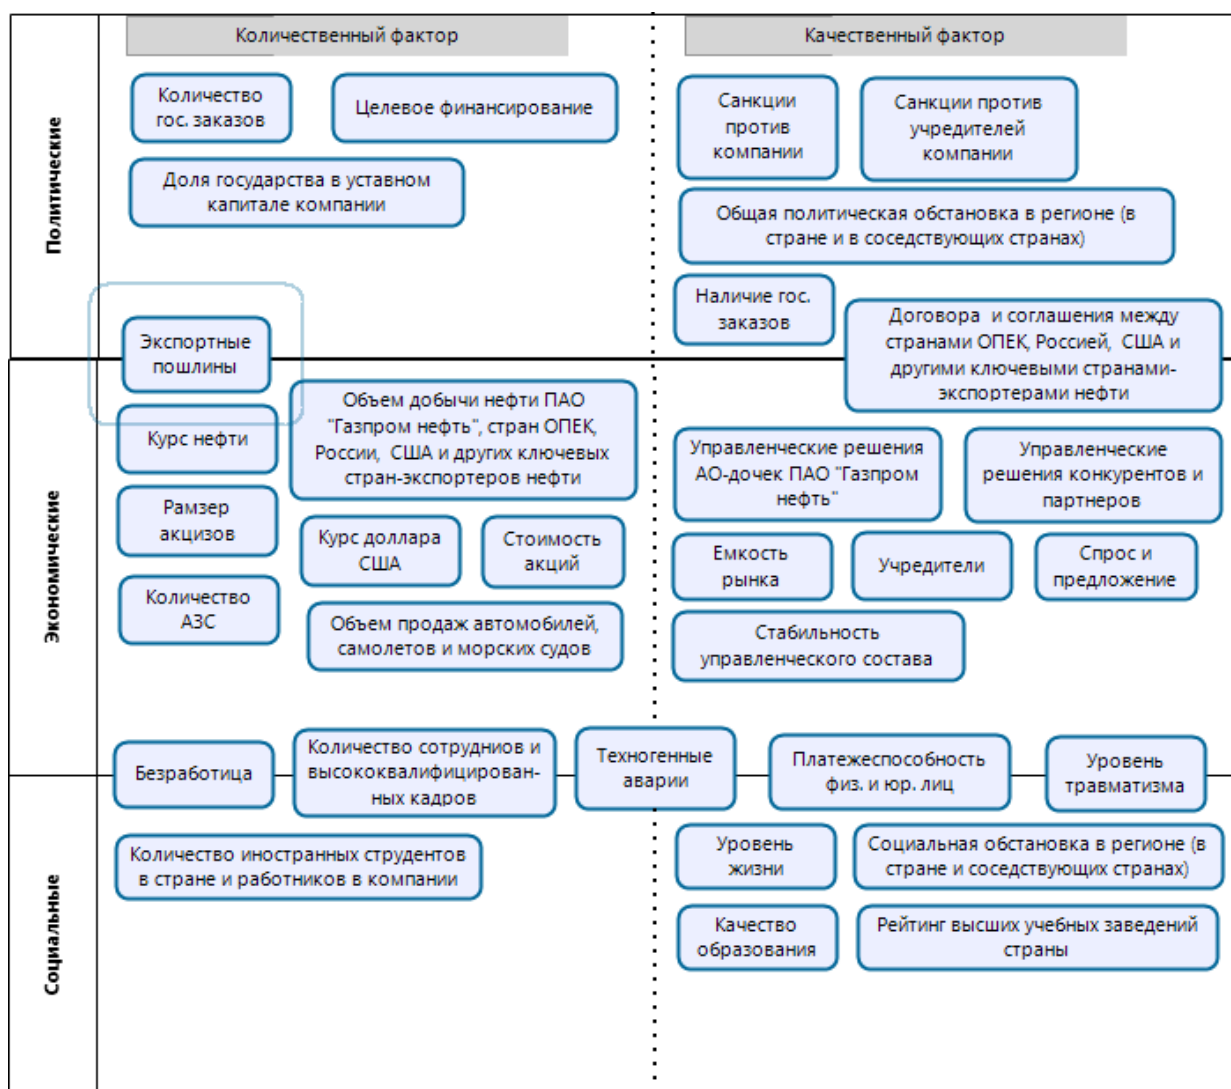 Количественный фактор
Качественный фактор
Политические
Количество
гос. заказов
Целевое финансирование
Доля государства в уставном
капитале компании
Санкции
против
компании
Санкции против
учредителей
компании
Общая политическая обстановка в регионе (в
стране и в соседствующих странах)
Наличие гос.
заказов
Договора и соглашения между
странами ОПЕК, Россией, США и
другими ключевыми странами-
экспортерами нефти
Экспортные
пошлины
Экономические
Курс нефти
Объем добычи нефти ПАО
"Газпром нефть", стран ОПЕК,
России, США и других ключевых
стран-экспортеров нефти
Рамзер
акцизов
Курс доллара
США
Стоимость
акций
Количество
АЗС
Объем продаж автомобилей,
самолетов и морских судов
Управленческие решения
АО-дочек ПАО "Газпром
нефть"
Управленческие
решения конкурентов и
партнеров
Емкость
рынка
Учредители
Спрос и
предложение
Стабильность
управленческого состава
Безработица
Количество сотрудниов и
высококвалифицирован-
ных кадров
Техногенные
аварии
Платежеспособность
физ. и юр. лиц
Уровень
травматизма
Социальные
Количество иностранных струдентов
в стране и работников в компании
Уровень
жизни
Социальная обстановка в регионе (в
стране и соседствующих странах)
Качество
образования
Рейтинг высших учебных заведений
страны